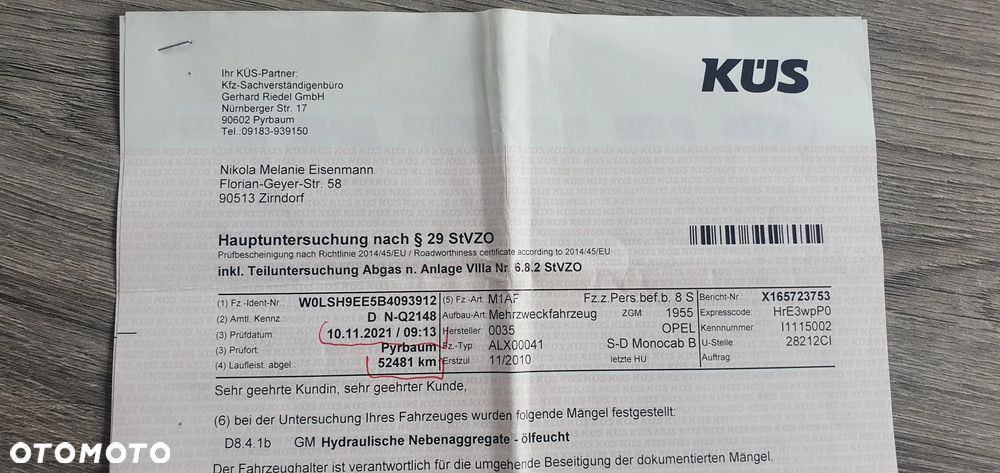 KÜS
Ihr KÜS-Partner:
Kfz-Sachverständigenbüro
Gerhard Riedel GmbH
Nürnberger Str. 17
90602 Pyrbaum
Tel.:09183-939150
Nikola Melanie Eisenmann
Florian-Geyer-Str. 58
90513 Zirndorf
Hauptuntersuchung nach § 29 StVZO
Prüfbescheinigung nach Richtlinie 2014/45/EU / Roadworthiness certificate according to 2014/45/EU
inkl. Teiluntersuchung Abgas n. Anlage VIIIa Nr. 6.8.2 StVZO
(1) Fz.-Ident-Nr.: W0LSH9EE5B4093912 (5) Fz.-Art: M1AF Fz.z.Pers.bef.b. 8 S Bericht-Nr.: X165723753
(2) Amtl. Kennz. D N-Q2148 Aufbau-Art: Mehrzweckfahrzeug ZGM: 1955 Expresscode: HrE3wpP0
(3) Prüfdatum: 10.11.2021 / 09:13 Hersteller: 0035 OPEL Kennnummer I1115002
(3) Prüfort: Pyrbaum Fz.-Typ: ALX00041 S-D Monocab B U-Stelle: 28212CI
(4) Laufleist. abgel.: 52481 km Erstzul.: 11/2010 letzte HU: Auftrag:
Sehr geehrte Kundin, sehr geehrter Kunde,
(6) bei der Untersuchung Ihres Fahrzeuges wurden folgende Mängel festgestellt:
D8.4.1b GM Hydraulische Nebenaggregate - ölfeucht
Der Fahrzeughalter ist verantwortlich für die umgehende Beseitigung der dokumentierten Mängel.
OTOMOTO